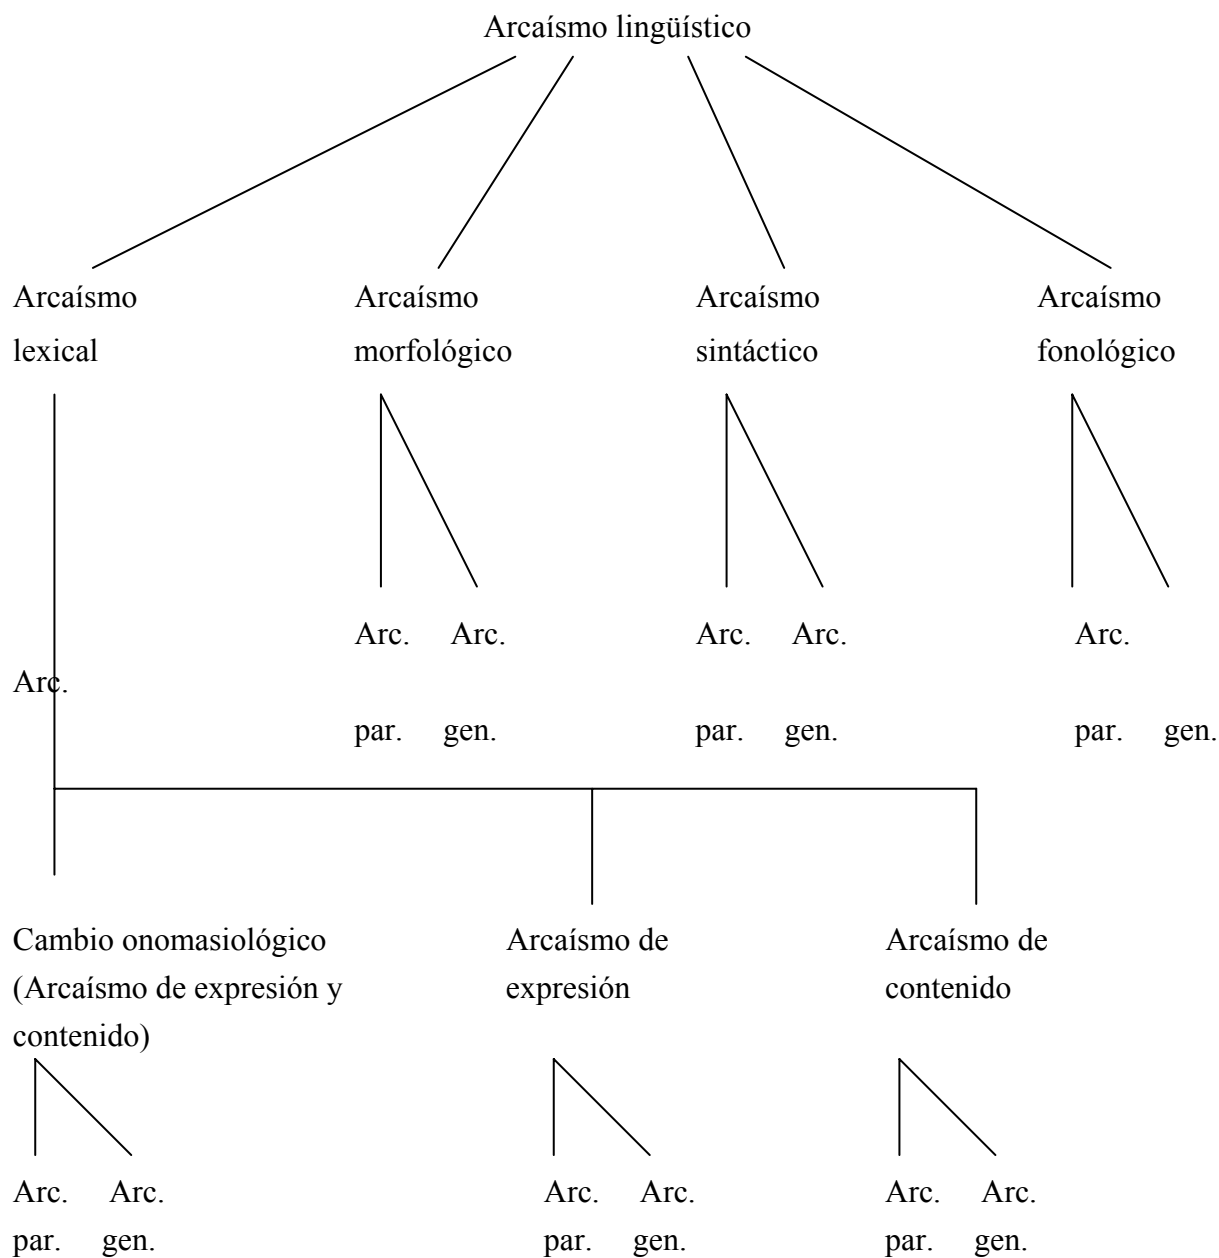 Arcaísmo lingüístico
Arcaísmo Arcaísmo Arcaísmo Arcaísmo
lexical morfológico sintáctico fonológico
Arc. Arc. Arc. Arc. Arc.
Arc.
par. gen. par. gen. par. gen.
Cambio onomasiológico Arcaísmo de Arcaísmo de
(Arcaísmo de expresión y expresión contenido
contenido)
Arc. Arc. Arc. Arc. Arc. Arc.
par. gen. par. gen. par. gen.